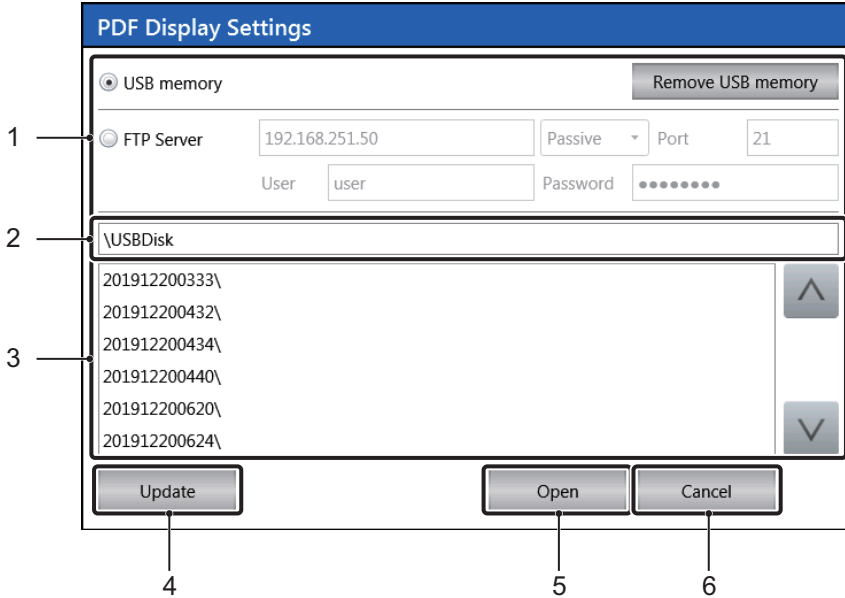 PDF Display Settings
USB memory Remove USB memory
1 FTP Server 192.168.251.50 Passive Port 21
User user Password ●●●●●●●●
2 \USBDisk
201912200333\
201912200432\
3 201912200434\
201912200440\
201912200620\
201912200624\
Update Open Cancel
4 5 6